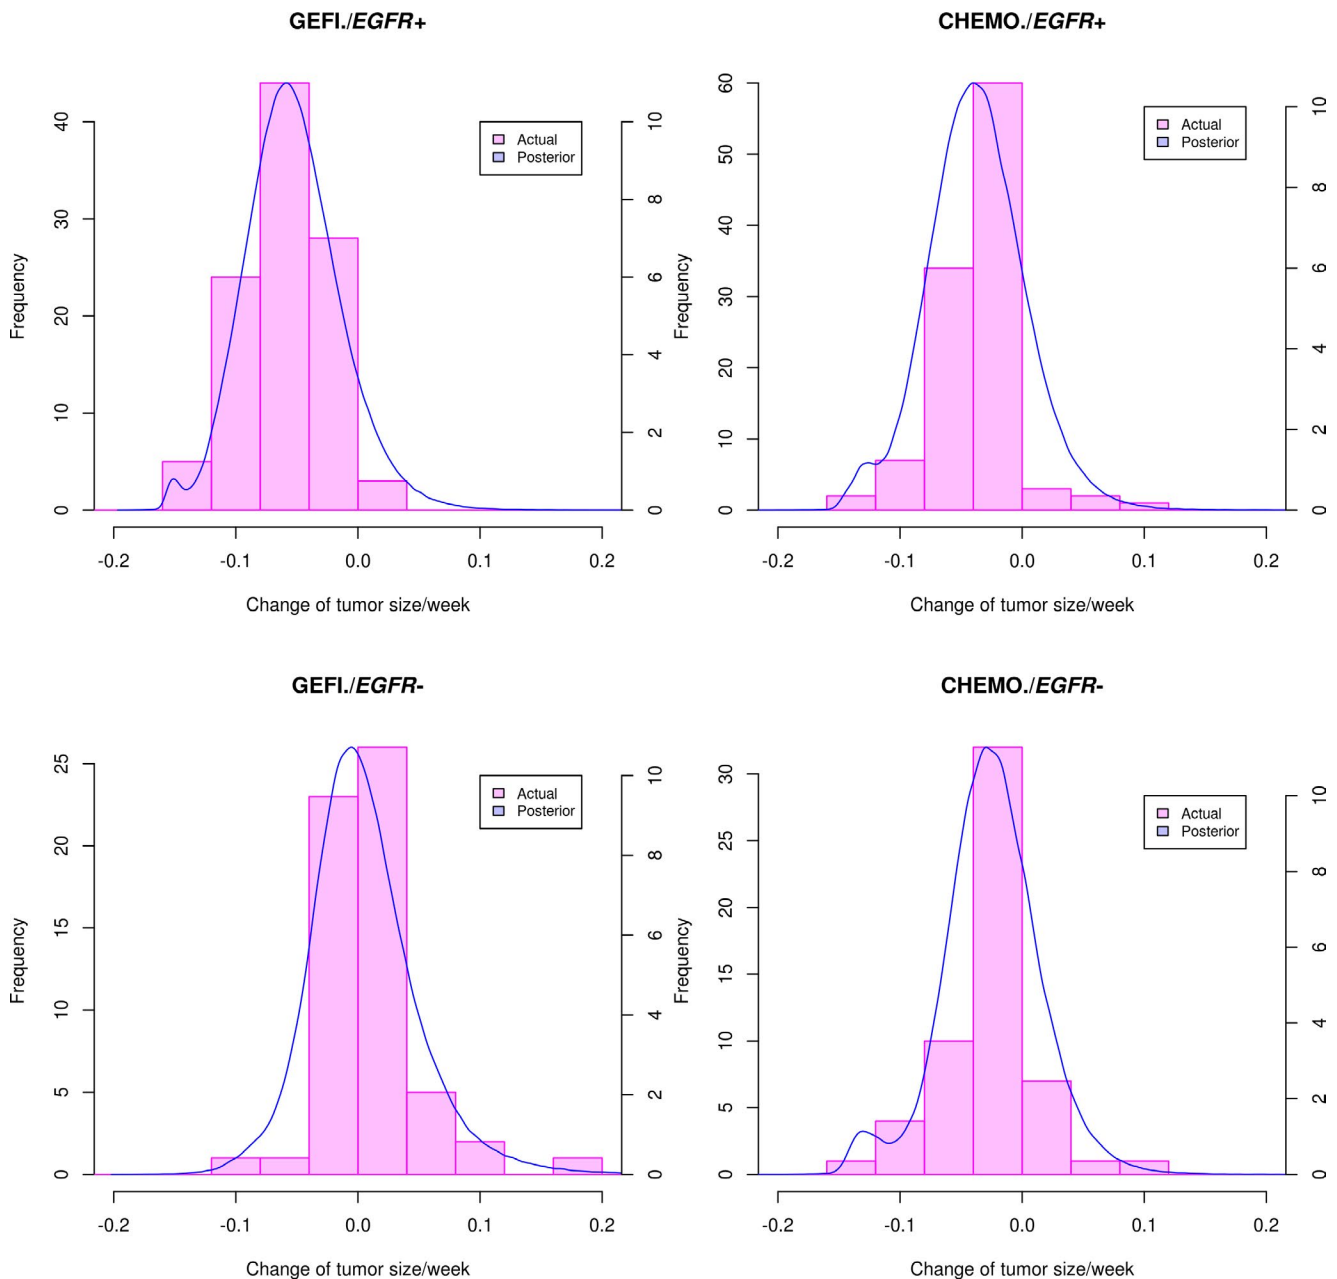 GEFI./EGFR+
Frequency
0 10 20 30 40
0 2 4 6 8 10
Actual
Posterior
-0.2 -0.1 0.0 0.1 0.2
Change of tumor size/week
CHEMO./EGFR+
Frequency
0 10 20 30 40 50 60
0 2 4 6 8 10
Actual
Posterior
-0.2 -0.1 0.0 0.1 0.2
Change of tumor size/week
GEFI./EGFR-
Frequency
0 5 10 15 20 25
0 2 4 6 8 10
Actual
Posterior
-0.2 -0.1 0.0 0.1 0.2
Change of tumor size/week
CHEMO./EGFR-
Frequency
0 5 10 15 20 25 30
0 2 4 6 8 10
Actual
Posterior
-0.2 -0.1 0.0 0.1 0.2
Change of tumor size/week